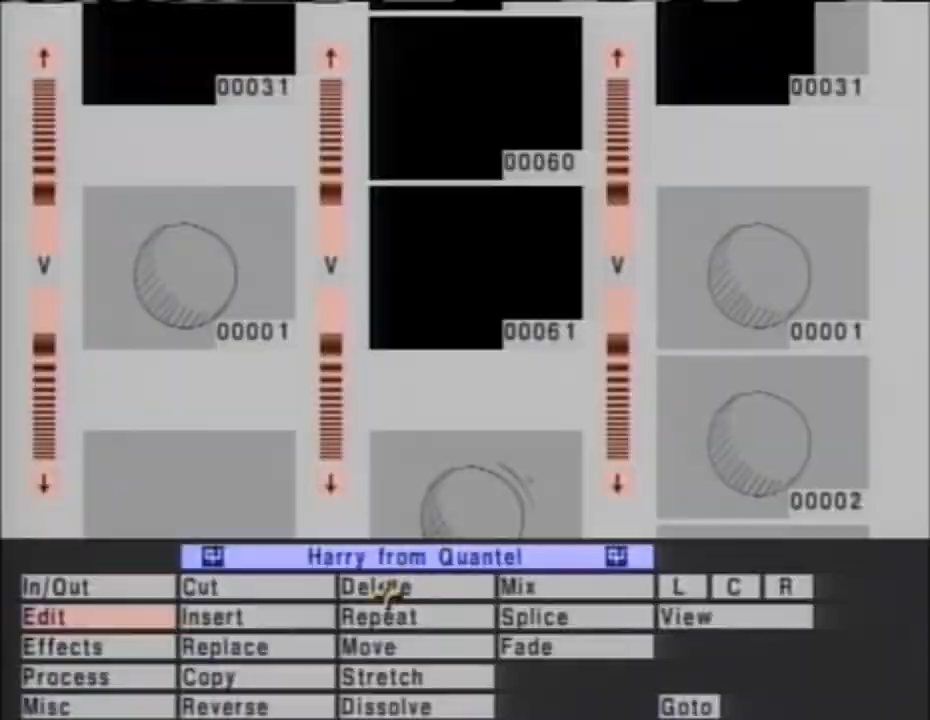 00031
00031
00060
V
V
V
00001
00061
00001
00002
Harry from Quantel
In/Out Cut Delete Mix L C R
Edit Insert Repeat Splice View
Effects Replace Move Fade
Process Copy Stretch
Misc Reverse Dissolve Goto